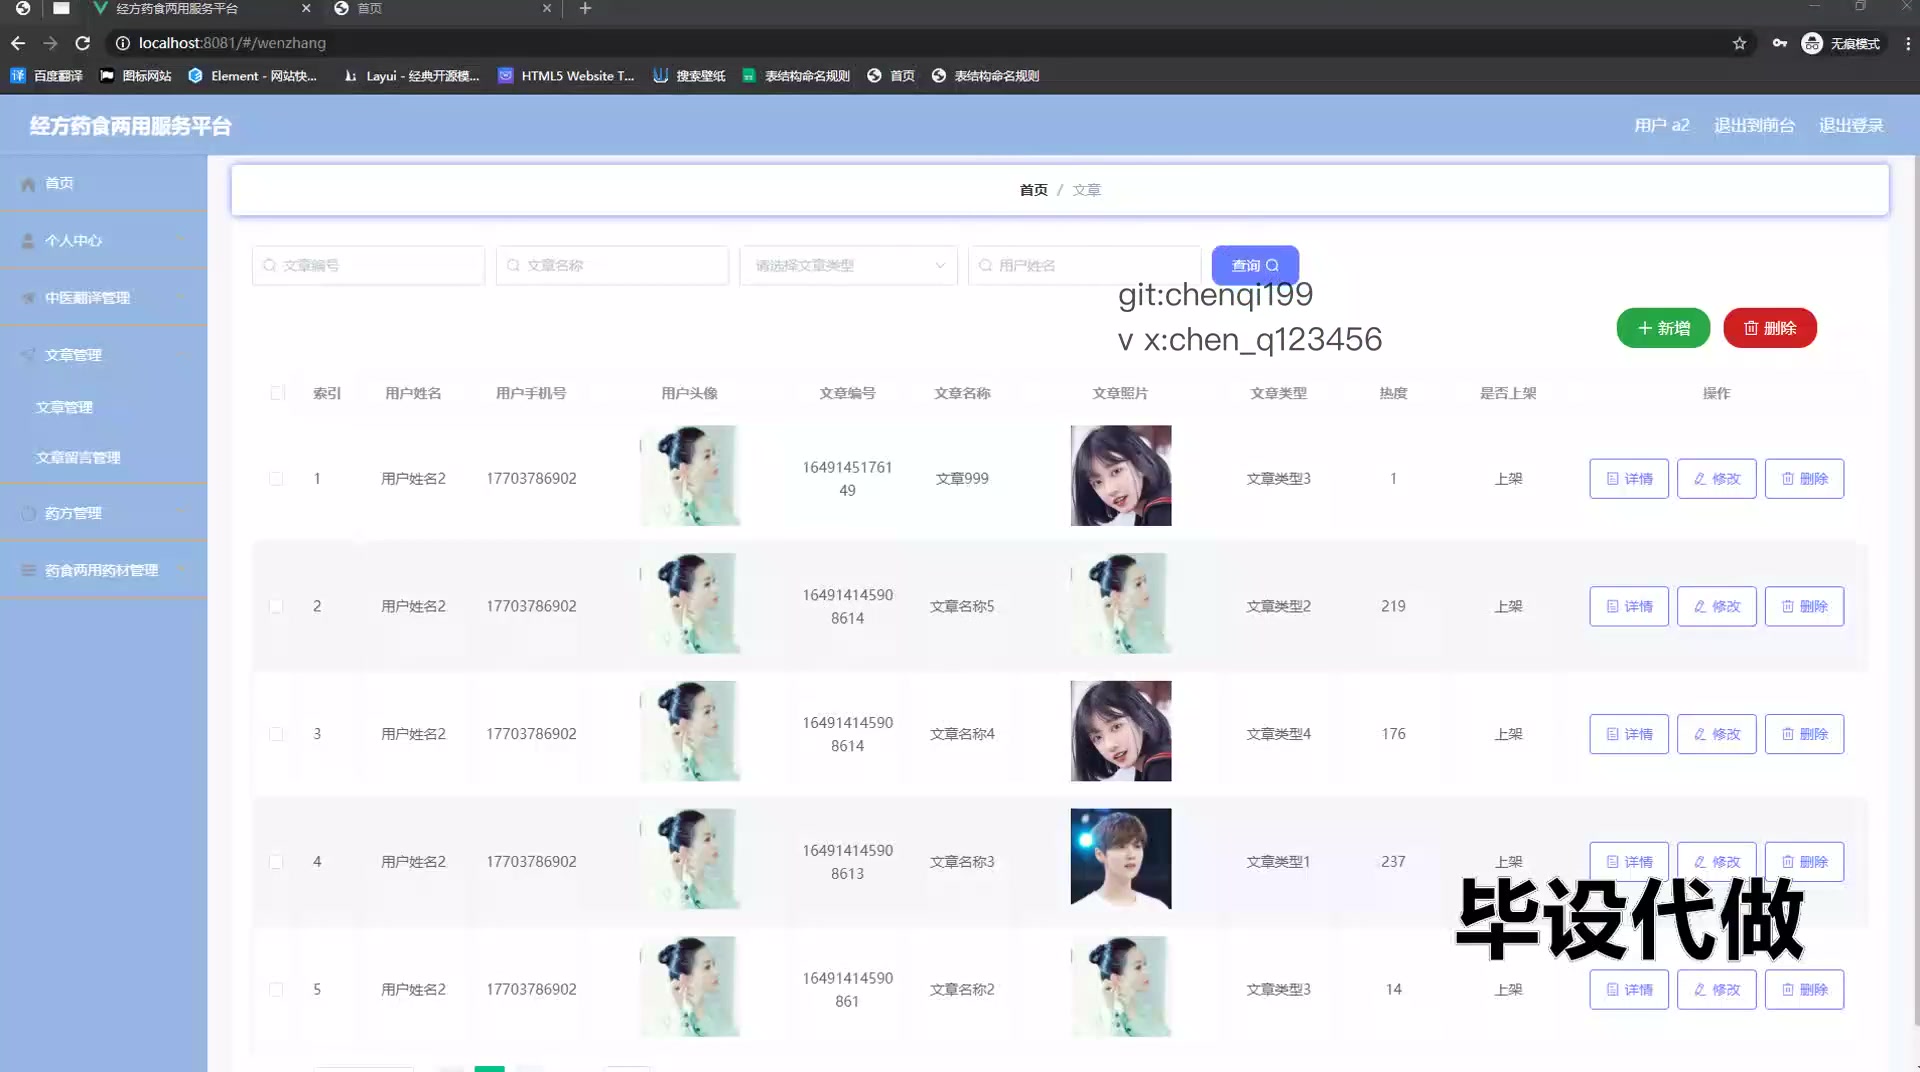 经方药食两用服务平台
首页
localhost:8081/#/wenzhang
无痕模式
百度翻译
图标网站
Element - 网站快...
Layui - 经典开源模...
HTML5 Website T...
搜索壁纸
表结构命名规则
首页
表结构命名规则
经方药食两用服务平台
用户 a2
退出到前台
退出登录
首页
个人中心
中医翻译管理
文章管理
文章管理
文章留言管理
药方管理
药食两用药材管理
首页 / 文章
文章编号
文章名称
请选择文章类型
用户姓名
查询
git:chenqi199
v x:chen_q123456
新增
删除
索引 用户姓名 用户手机号 用户头像 文章编号 文章名称 文章照片 文章类型 热度 是否上架 操作
1 用户姓名2 17703786902 16491451761
49 文章999 文章类型3 1 上架 详情 修改 删除
2 用户姓名2 17703786902 16491414590
8614 文章名称5 文章类型2 219 上架 详情 修改 删除
3 用户姓名2 17703786902 16491414590
8614 文章名称4 文章类型4 176 上架 详情 修改 删除
4 用户姓名2 17703786902 16491414590
8613 文章名称3 文章类型1 237 上架 详情 修改 删除
毕设代做
5 用户姓名2 17703786902 16491414590
861 文章名称2 文章类型3 14 上架 详情 修改 删除